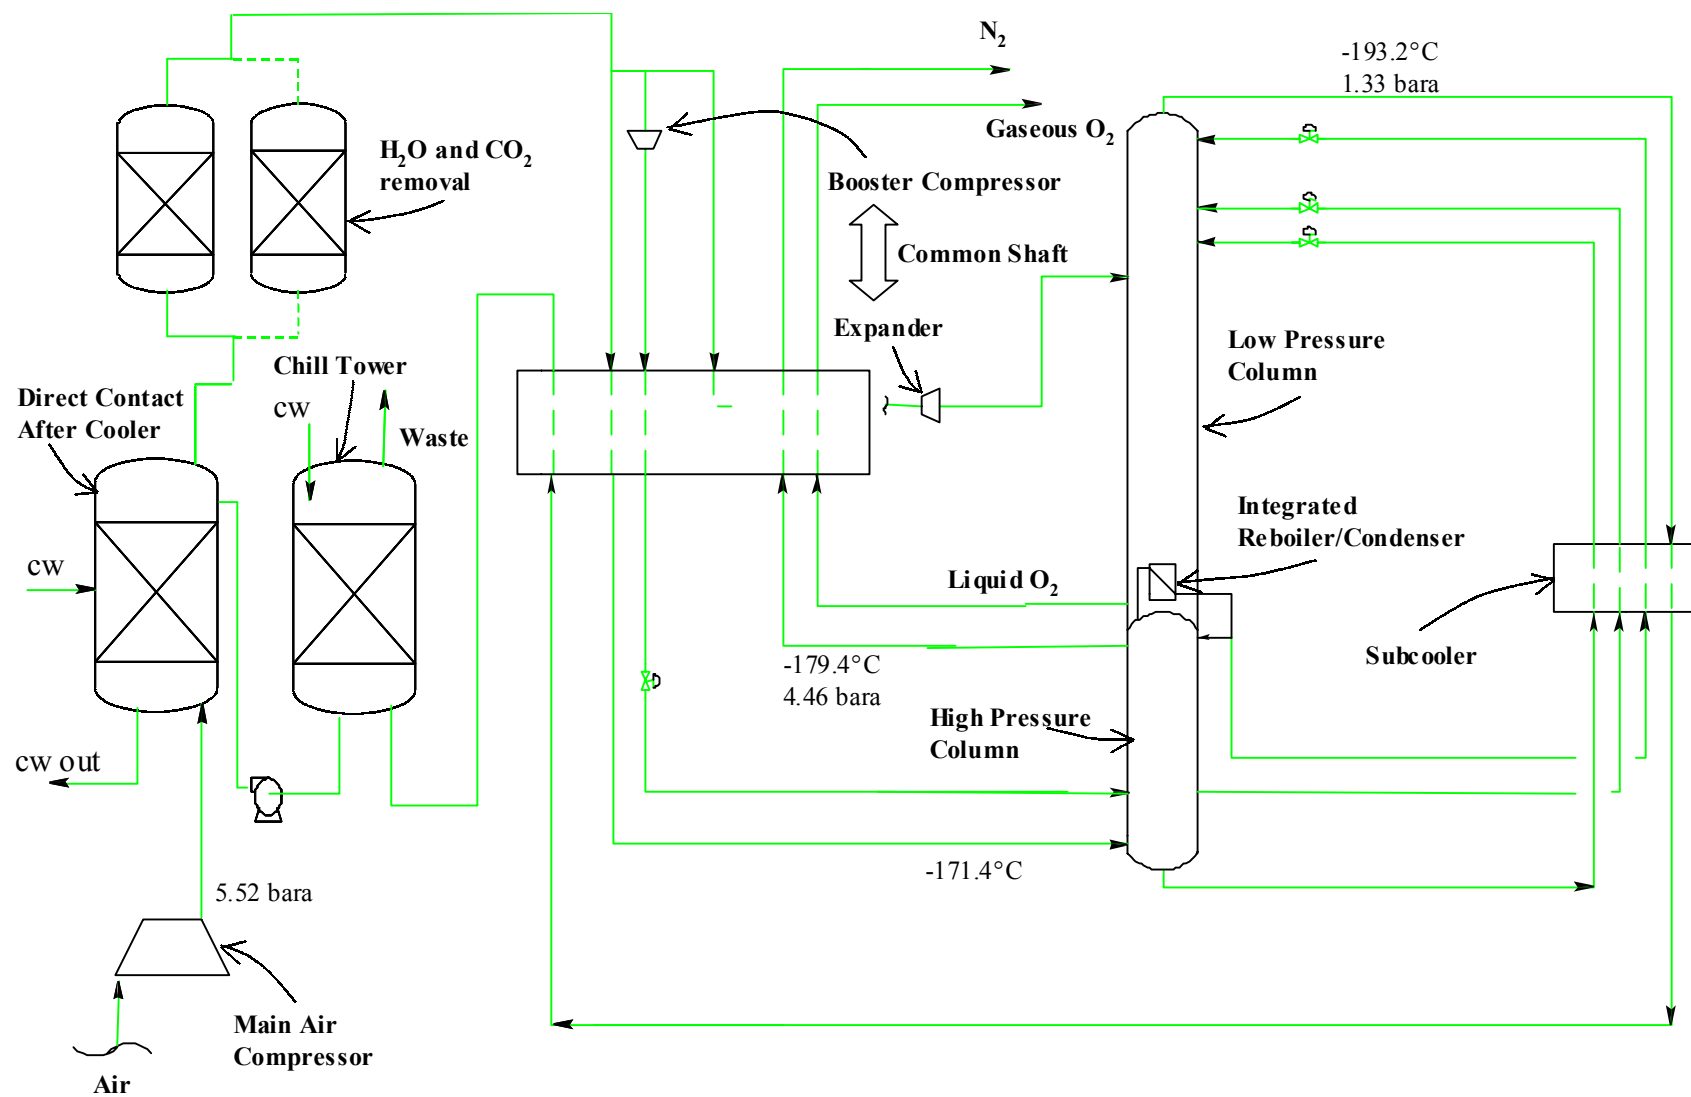 N2
-193.2°C
1.33 bara
Gaseous O2
H2O and CO2
removal
Booster Compressor
Common Shaft
Expander
Low Pressure
Column
Chill Tower
Direct Contact
After Cooler
cw
Waste
Integrated
Reboiler/Condenser
cw
Liquid O2
Subcooler
-179.4°C
4.46 bara
High Pressure
Column
cw out
-171.4°C
5.52 bara
Main Air
Compressor
Air